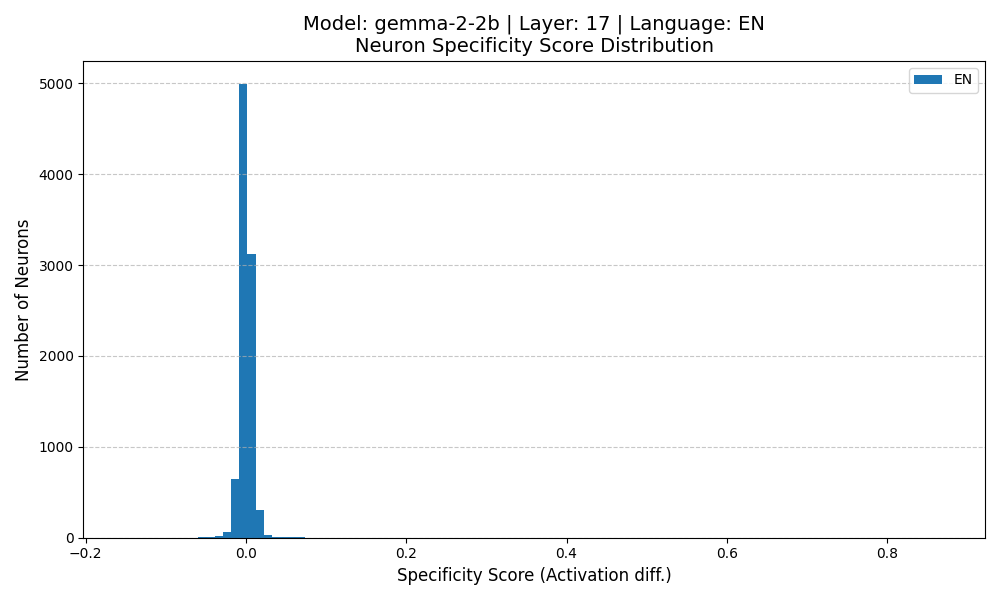 Model: gemma-2-2b | Layer: 17 | Language: EN
Neuron Specificity Score Distribution
EN
5000
4000
3000
2000
1000
0
Number of Neurons
−0.2 0.0 0.2 0.4 0.6 0.8
Specificity Score (Activation diff.)